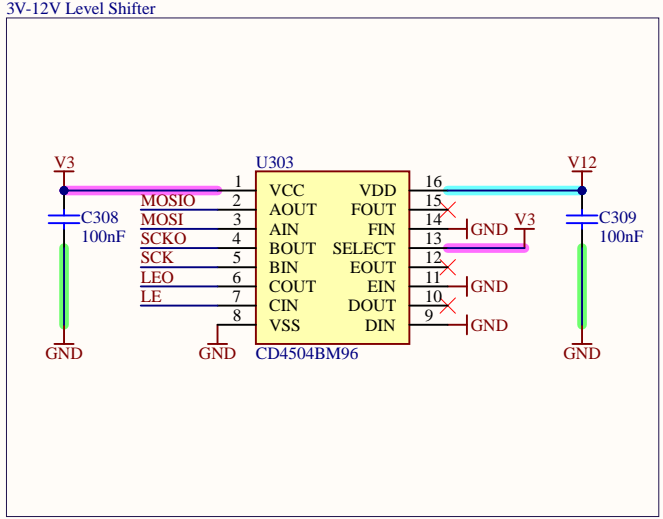 3V-12V Level Shifter
V3
V12
U303
1 VCC VDD 16
MOSIO 2 AOUT FOUT 15
MOSI 3 AIN FIN 14 GND V3
C308
100nF
SCKO 4 BOUT SELECT 13
SCK 5 BIN EOUT 12
C309
100nF
LEO 6 COUT EIN 11 GND
LE 7 CIN DOUT 10
8 VSS DIN 9 GND
GND
GND
CD4504BM96
GND